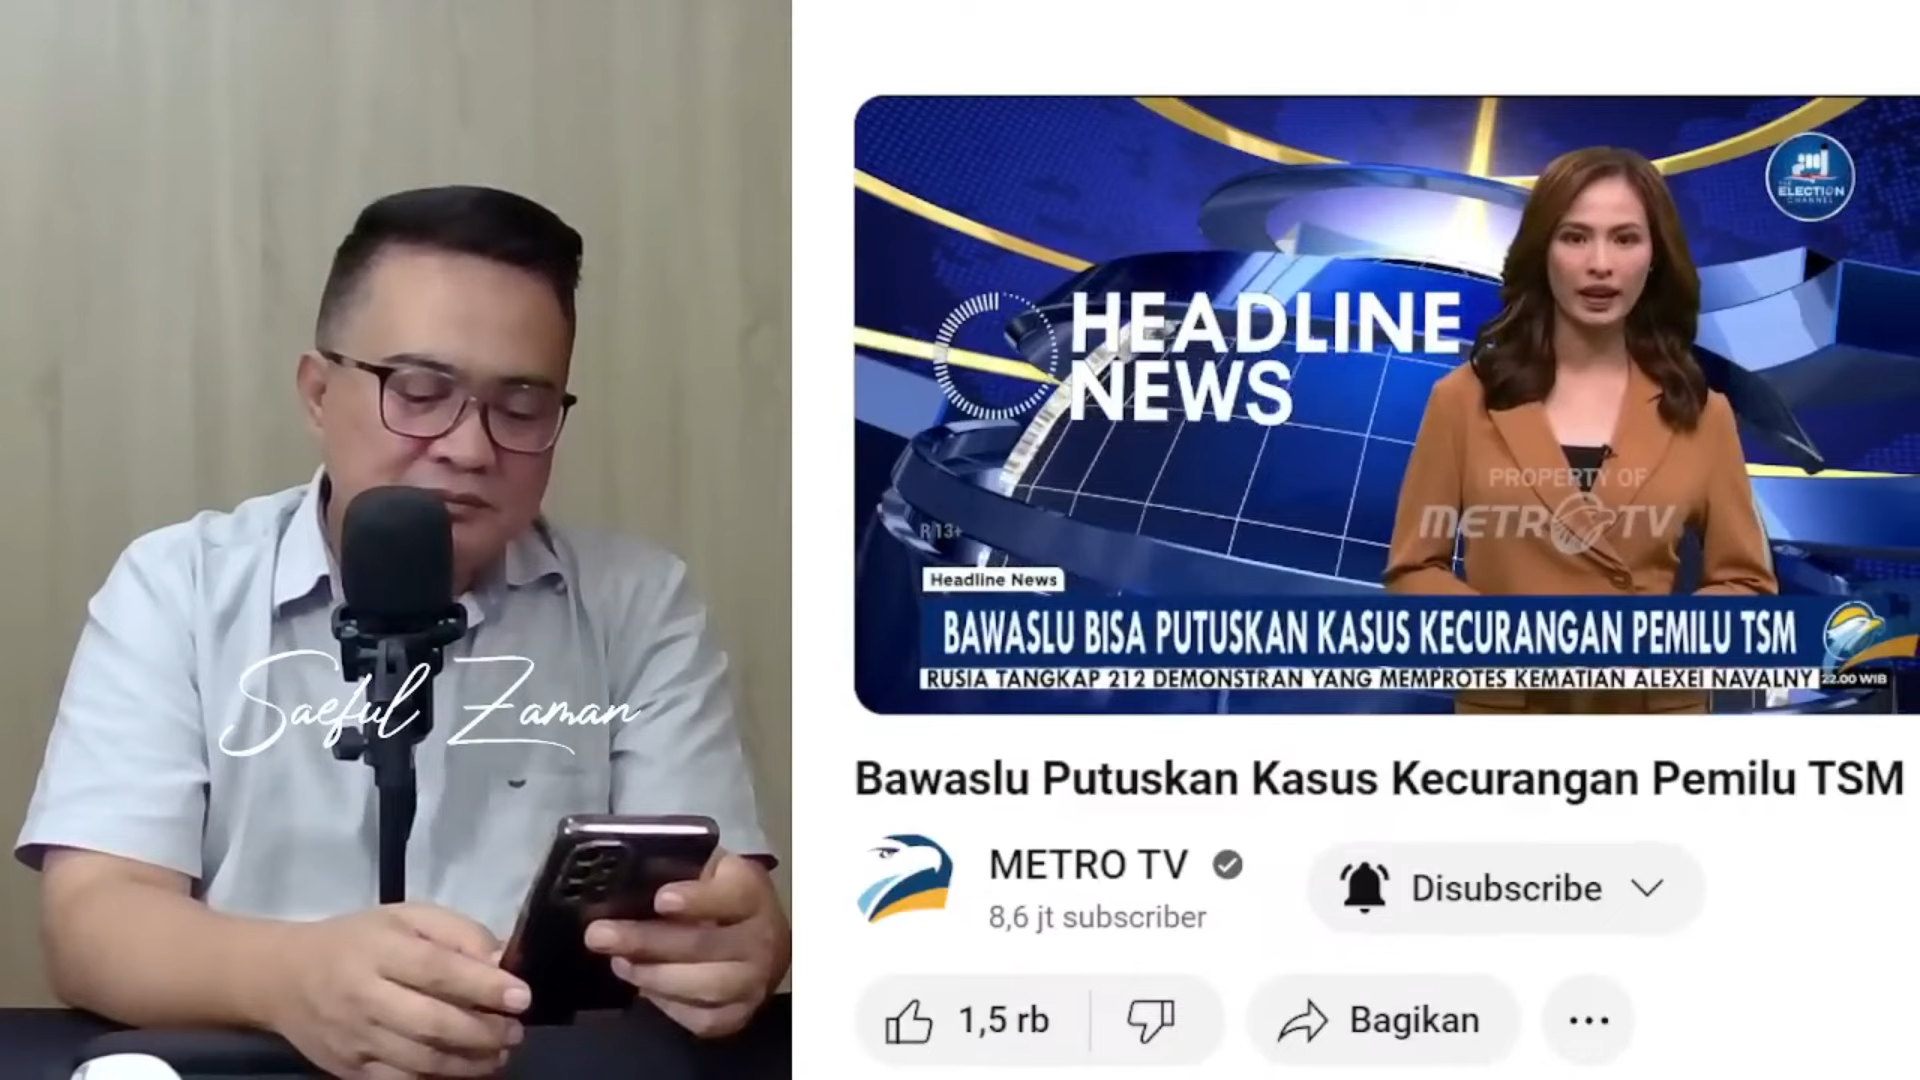 Saeful Zaman
ELECTION
CHANNEL
HEADLINE
NEWS
PROPERTY OF
METRO TV
R 13+
Headline News
BAWASLU BISA PUTUSKAN KASUS KECURANGAN PEMILU TSM
RUSIA TANGKAP 212 DEMONSTRAN YANG MEMPROTES KEMATIAN ALEXEI NAVALNY
22.00 WIB
Bawaslu Putuskan Kasus Kecurangan Pemilu TSM
METRO TV
8,6 jt subscriber
Disubscribe
1,5 rb
Bagikan